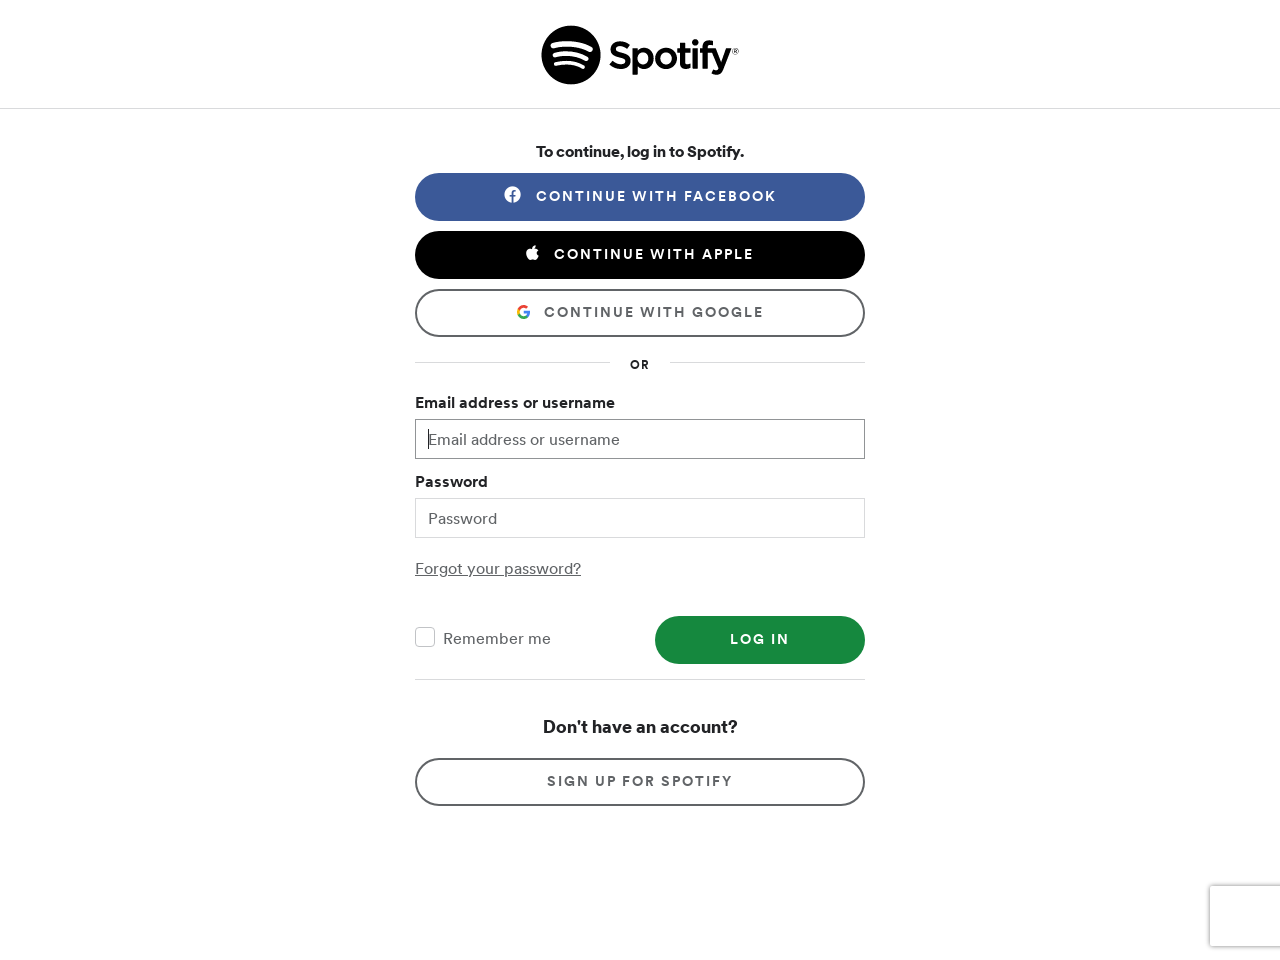 Spotify®
To continue, log in to Spotify.
CONTINUE WITH FACEBOOK
CONTINUE WITH APPLE
CONTINUE WITH GOOGLE
OR
Email address or username
Email address or username
Password
Password
Forgot your password?
Remember me
LOG IN
Don't have an account?
SIGN UP FOR SPOTIFY